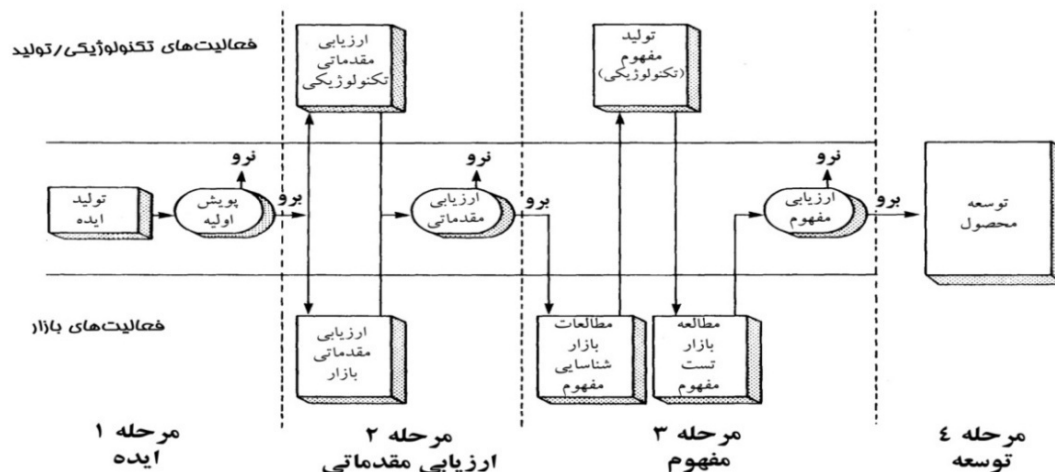 فعالیت‌های تکنولوژیکی/تولید
ارزیابی
مقدماتی
تکنولوژیکی
تولید
مفهوم
(تکنولوژیکی)
تولید
ایده
پویش
اولیه
نرو
برو
ارزیابی
مقدماتی
نرو
برو
ارزیابی
مفهوم
نرو
برو
توسعه
محصول
فعالیت‌های بازار
ارزیابی
مقدماتی
بازار
مطالعات
بازار
شناسایی
مفهوم
مطالعه
بازار
تست
مفهوم
مرحله ۱
ایده
مرحله ۲
ارزیابی مقدماتی
مرحله ۳
مفهوم
مرحله ٤
توسعه